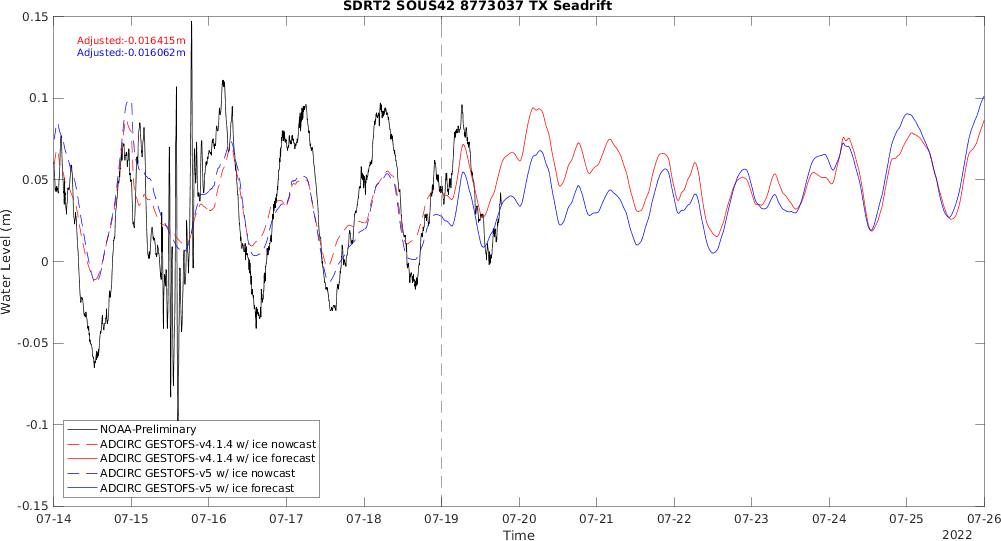 SDRT2 SOUS42 8773037 TX Seadrift
Adjusted:-0.016415m
Adjusted:-0.016062m
0.15
0.1
0.05
0
-0.05
-0.1
-0.15
Water Level (m)
NOAA-Preliminary
ADCIRC GESTOFS-v4.1.4 w/ ice nowcast
ADCIRC GESTOFS-v4.1.4 w/ ice forecast
ADCIRC GESTOFS-v5 w/ ice nowcast
ADCIRC GESTOFS-v5 w/ ice forecast
07-14 07-15 07-16 07-17 07-18 07-19 07-20 07-21 07-22 07-23 07-24 07-25 07-26
Time
2022